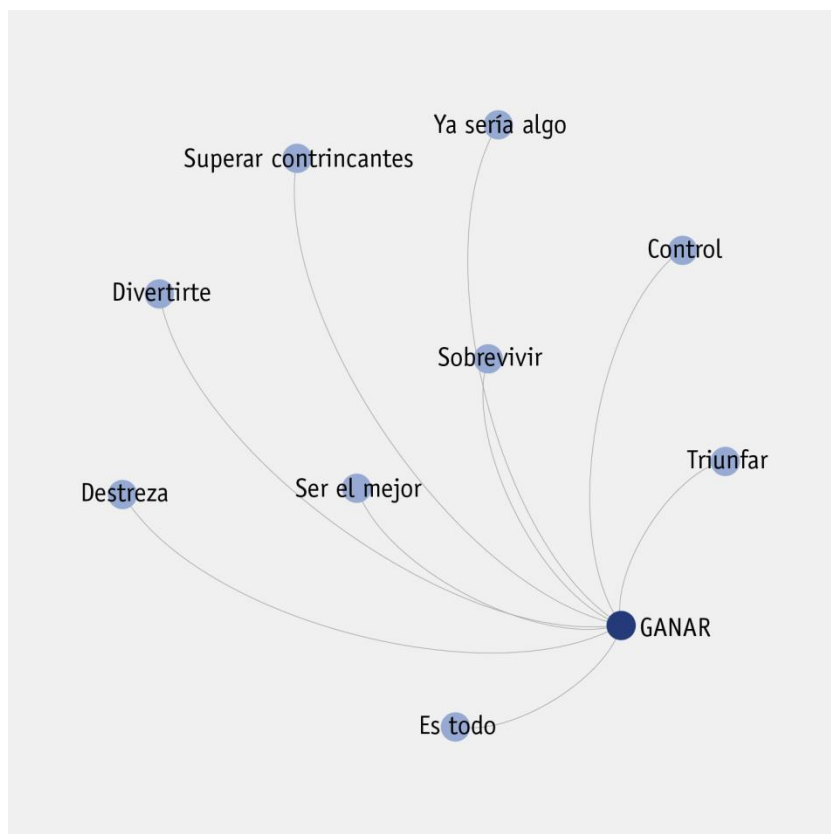 Ya sería algo
Superar contrincantes
Control
Divertirte
Sobrevivir
Triunfar
Ser el mejor
Destreza
GANAR
Es todo